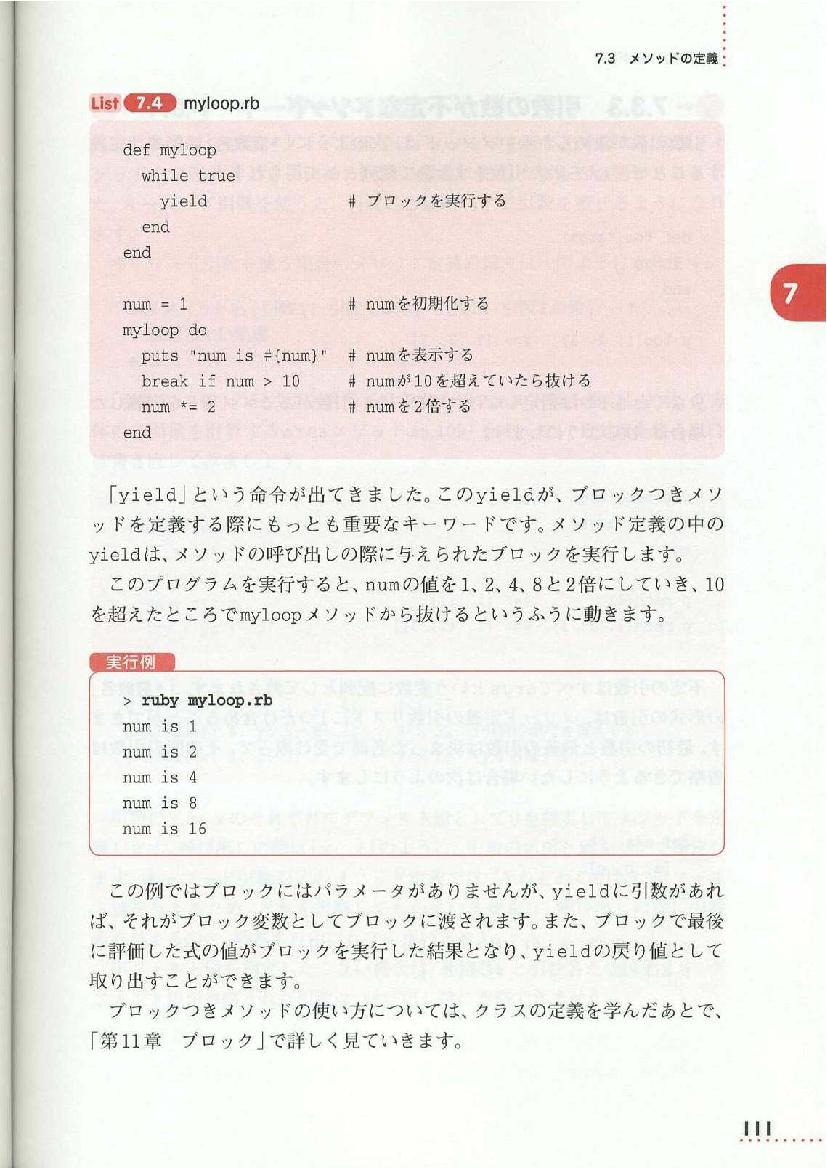 7.3 メソッドの定義
List 7.4 myloop.rb
def myloop
  while true
    yield # ブロックを実行する
  end
end
num = 1 # numを初期化する
myloop do
  puts "num is #{num}" # numを表示する
  break if num > 10 # numが10を超えていたら抜ける
  num *= 2 # numを2倍する
end
7
「yield」という命令が出てきました。このyieldが、ブロックつきメソ
ッドを定義する際にもっとも重要なキーワードです。メソッド定義の中の
yieldは、メソッドの呼び出しの際に与えられたブロックを実行します。
このプログラムを実行すると、numの値を1、2、4、8と2倍にしていき、10
を超えたところでmyloopメソッドから抜けるというふうに動きます。
実行例
> ruby myloop.rb
num is 1
num is 2
num is 4
num is 8
num is 16
この例ではブロックにはパラメータがありませんが、yieldに引数があれ
ば、それがブロック変数としてブロックに渡されます。また、ブロックで最後
に評価した式の値がブロックを実行した結果となり、yieldの戻り値として
取り出すことができます。
ブロックつきメソッドの使い方については、クラスの定義を学んだあとで、
「第11章 ブロック」で詳しく見ていきます。
111